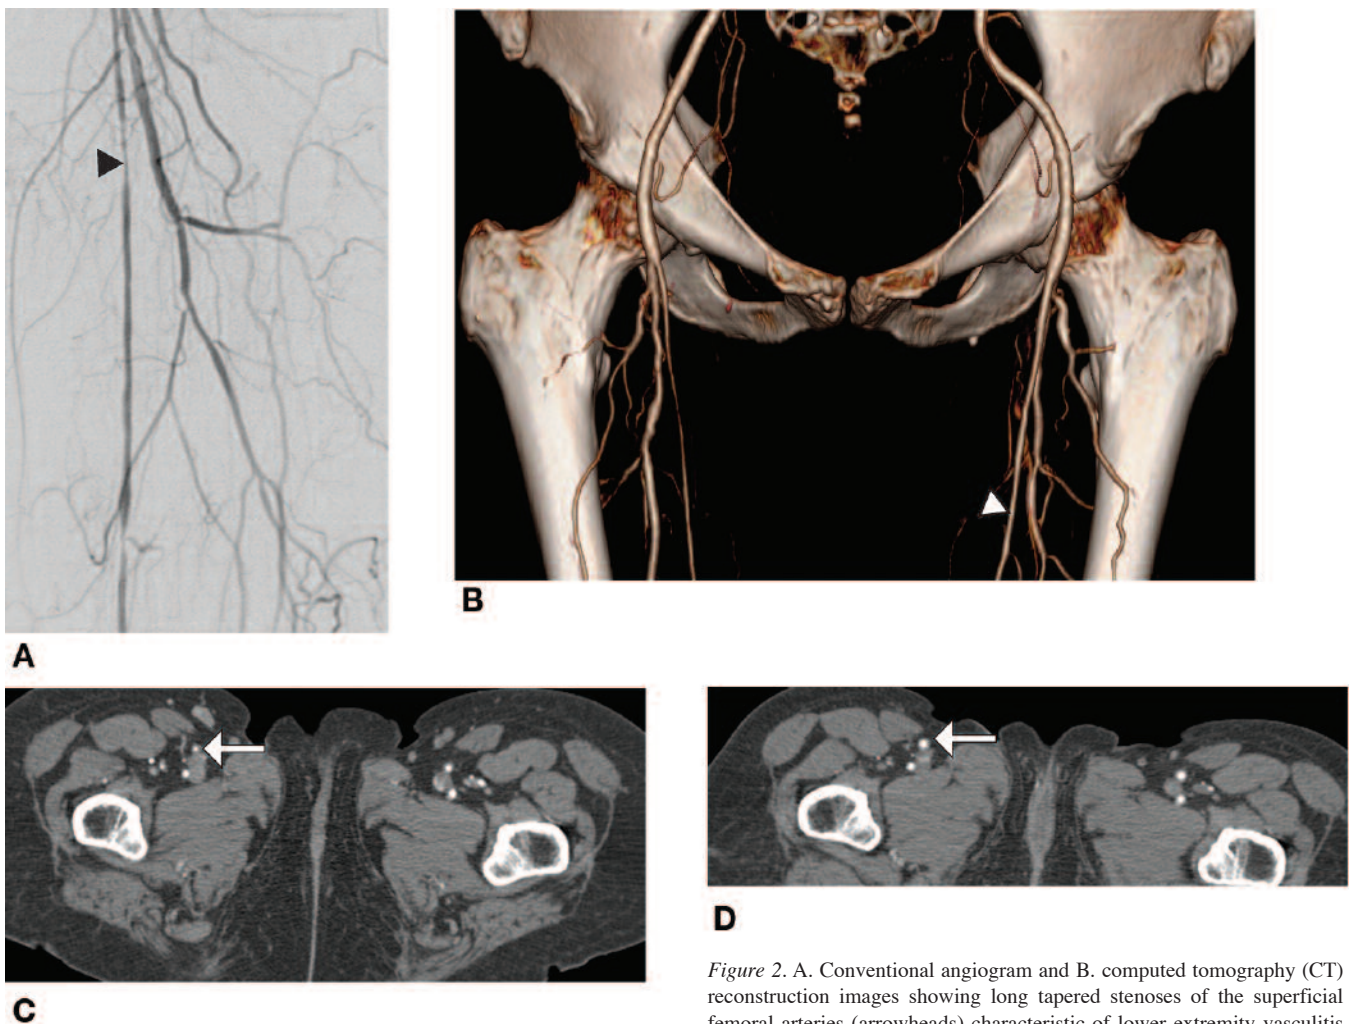 A
B
C
D
Figure 2. A. Conventional angiogram and B. computed tomography (CT)
reconstruction images showing long tapered stenoses of the superficial
femoral arteries (arrowheads) characteristic of lower extremity vasculitis